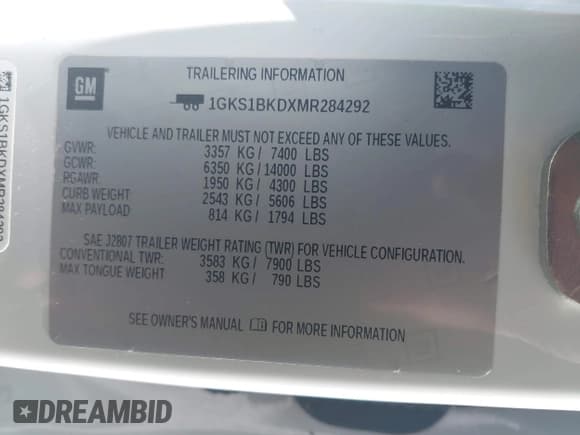 GM
TRAILERING INFORMATION
1GKS1BKDXMR284292
VEHICLE AND TRAILER MUST NOT EXCEED ANY OF THESE VALUES.
GVWR: 3357 KG / 7400 LBS
GCWR: 6350 KG / 14000 LBS
RGAWR: 1950 KG / 4300 LBS
CURB WEIGHT 2543 KG / 5606 LBS
MAX PAYLOAD 814 KG / 1794 LBS
SAE J2807 TRAILER WEIGHT RATING (TWR) FOR VEHICLE CONFIGURATION.
CONVENTIONAL TWR: 3583 KG / 7900 LBS
MAX TONGUE WEIGHT 358 KG / 790 LBS
SEE OWNER'S MANUAL FOR MORE INFORMATION
1GKS1BKDXMR284292
DREAMBID